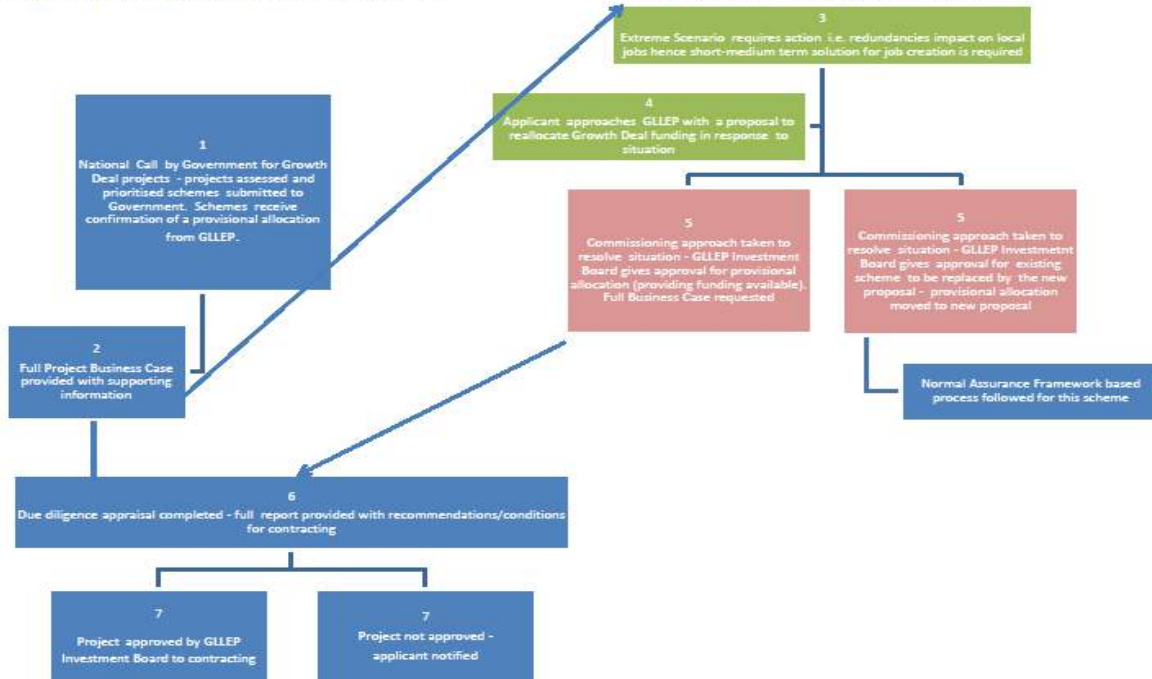 1
National Call by Government for Growth
Deal projects - projects assessed and
prioritised schemes submitted to
Government. Schemes receive
confirmation of a provisional allocation
from GLLEP.
2
Full Project Business Case
provided with supporting
information
3
Extreme Scenario requires action i.e. redundancies impact on local
jobs hence short-medium term solution for job creation is required
4
Applicant approaches GLLEP with a proposal to
reallocate Growth Deal funding in response to
situation
5
Commissioning approach taken to
resolve situation - GLLEP Investment
Board gives approval for provisional
allocation (providing funding available).
Full Business Case requested
5
Commissioning approach taken to
resolve situation - GLLEP Investmetnt
Board gives approval for existing
scheme to be replaced by the new
proposal - provisional allocation
moved to new proposal
Normal Assurance Framework based
process followed for this scheme
6
Due diligence appraisal completed - full report provided with recommendations/conditions
for contracting
7
Project approved by GLLEP
Investment Board to contracting
7
Project not approved -
applicant notified